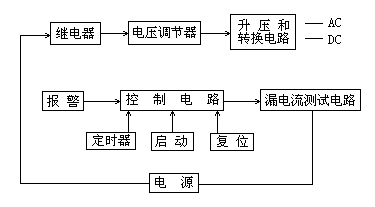 继电器
电压调节器
升压和
转换电路
AC
DC
报警
控制电路
漏电流测试电路
定时器
启动
复位
电源